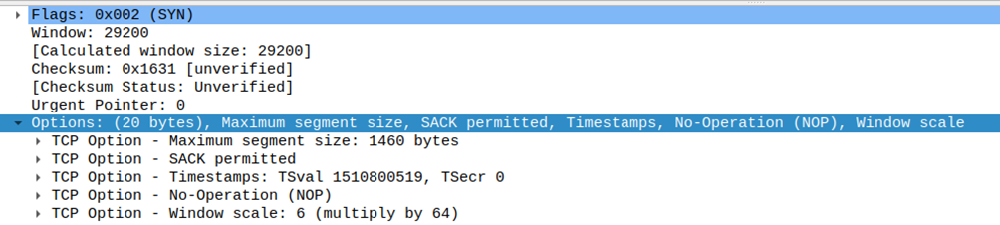 Flags: 0x002 (SYN)
Window: 29200
[Calculated window size: 29200]
Checksum: 0x1631 [unverified]
[Checksum Status: Unverified]
Urgent Pointer: 0
Options: (20 bytes), Maximum segment size, SACK permitted, Timestamps, No-Operation (NOP), Window scale
TCP Option - Maximum segment size: 1460 bytes
TCP Option - SACK permitted
TCP Option - Timestamps: TSval 1510800519, TSecr 0
TCP Option - No-Operation (NOP)
TCP Option - Window scale: 6 (multiply by 64)